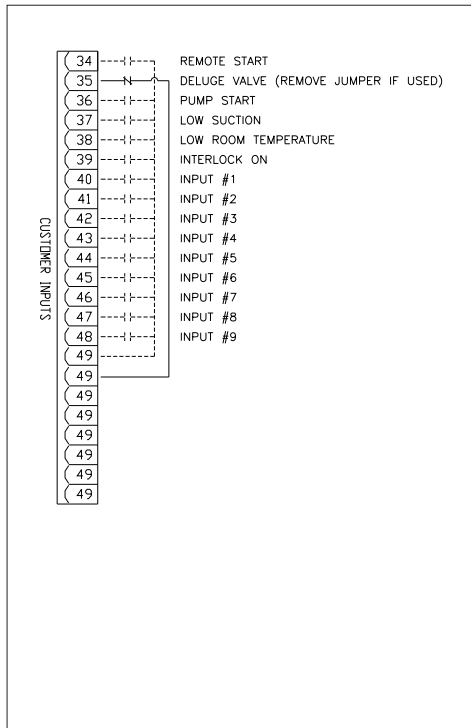 34 REMOTE START
35 DELUGE VALVE (REMOVE JUMPER IF USED)
36 PUMP START
37 LOW SUCTION
38 LOW ROOM TEMPERATURE
39 INTERLOCK ON
40 INPUT #1
41 INPUT #2
42 INPUT #3
43 INPUT #4
44 INPUT #5
45 INPUT #6
46 INPUT #7
47 INPUT #8
48 INPUT #9
49
49
49
49
49
49
49
49
CUSTOMER INPUTS